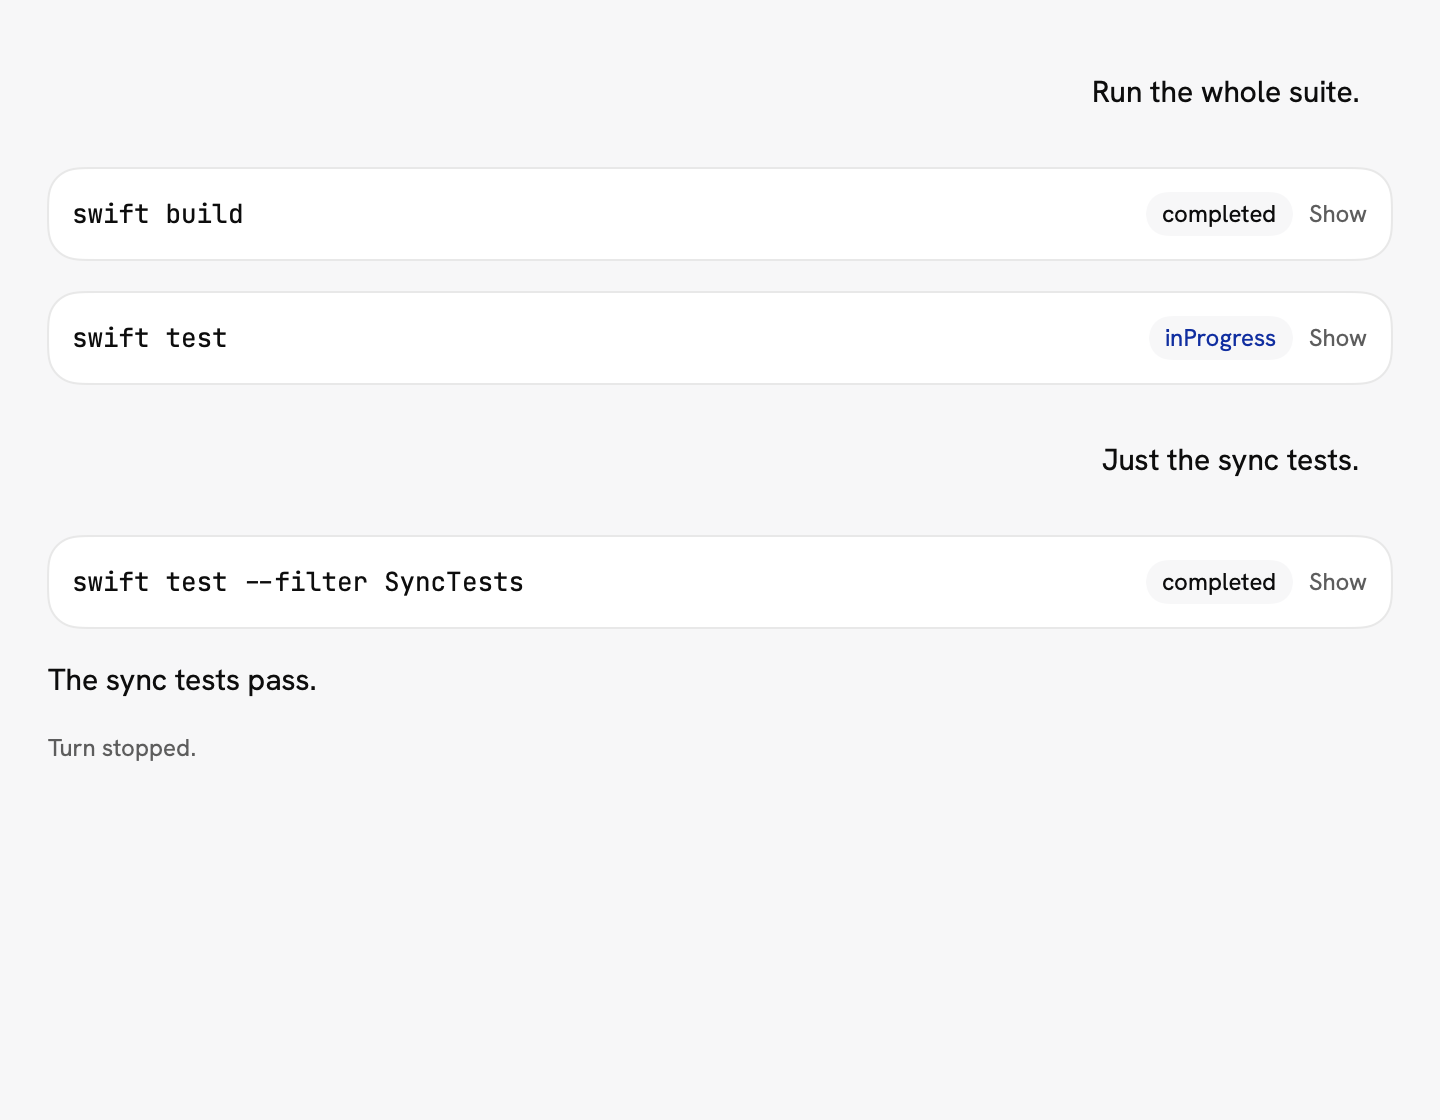 Run the whole suite.
swift build completed Show
swift test inProgress Show
Just the sync tests.
swift test --filter SyncTests completed Show
The sync tests pass.
Turn stopped.